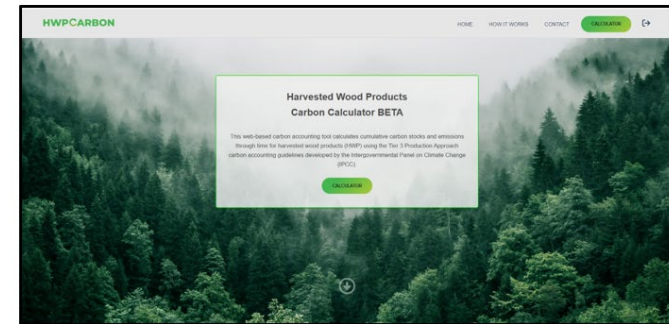 HWPCARBON
HOME HOW IT WORKS CONTACT CALCULATOR
Harvested Wood Products
Carbon Calculator BETA
This web-based carbon accounting tool calculates cumulative carbon stocks and emissions
through time for harvested wood products (HWP) using the Tier 3 Production Approach
carbon accounting guidelines developed by the Intergovernmental Panel on Climate Change
(IPCC).
CALCULATOR